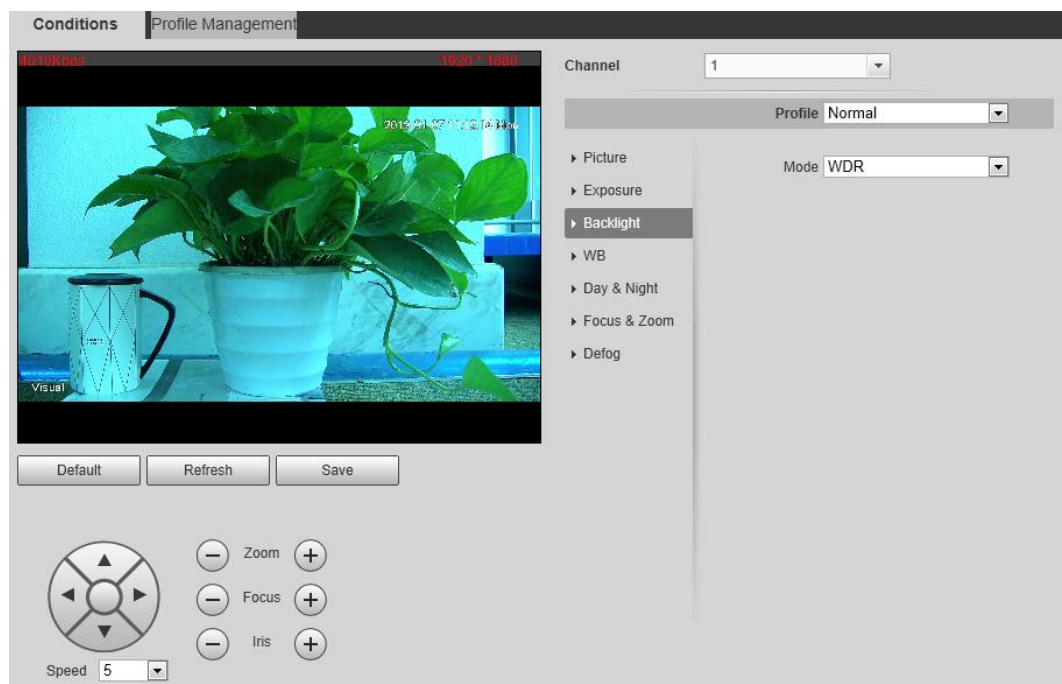 Conditions
Profile Management
4010Kbps
1920 * 1080
Visual
Channel
1
Profile
Normal
Picture
Exposure
Backlight
WB
Day & Night
Focus & Zoom
Defog
Mode
WDR
Default
Refresh
Save
Zoom
Focus
Iris
Speed
5